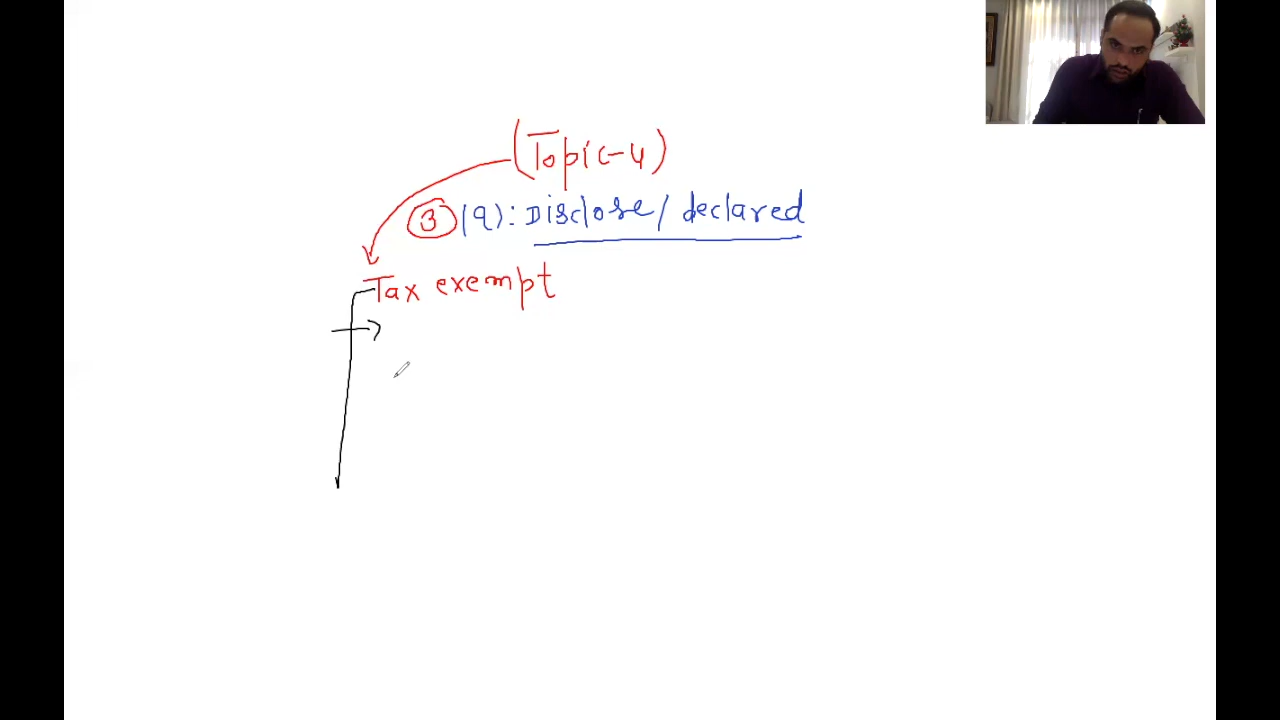 (Topic-4)
3 (9): Disclose/declared
Tax exempt